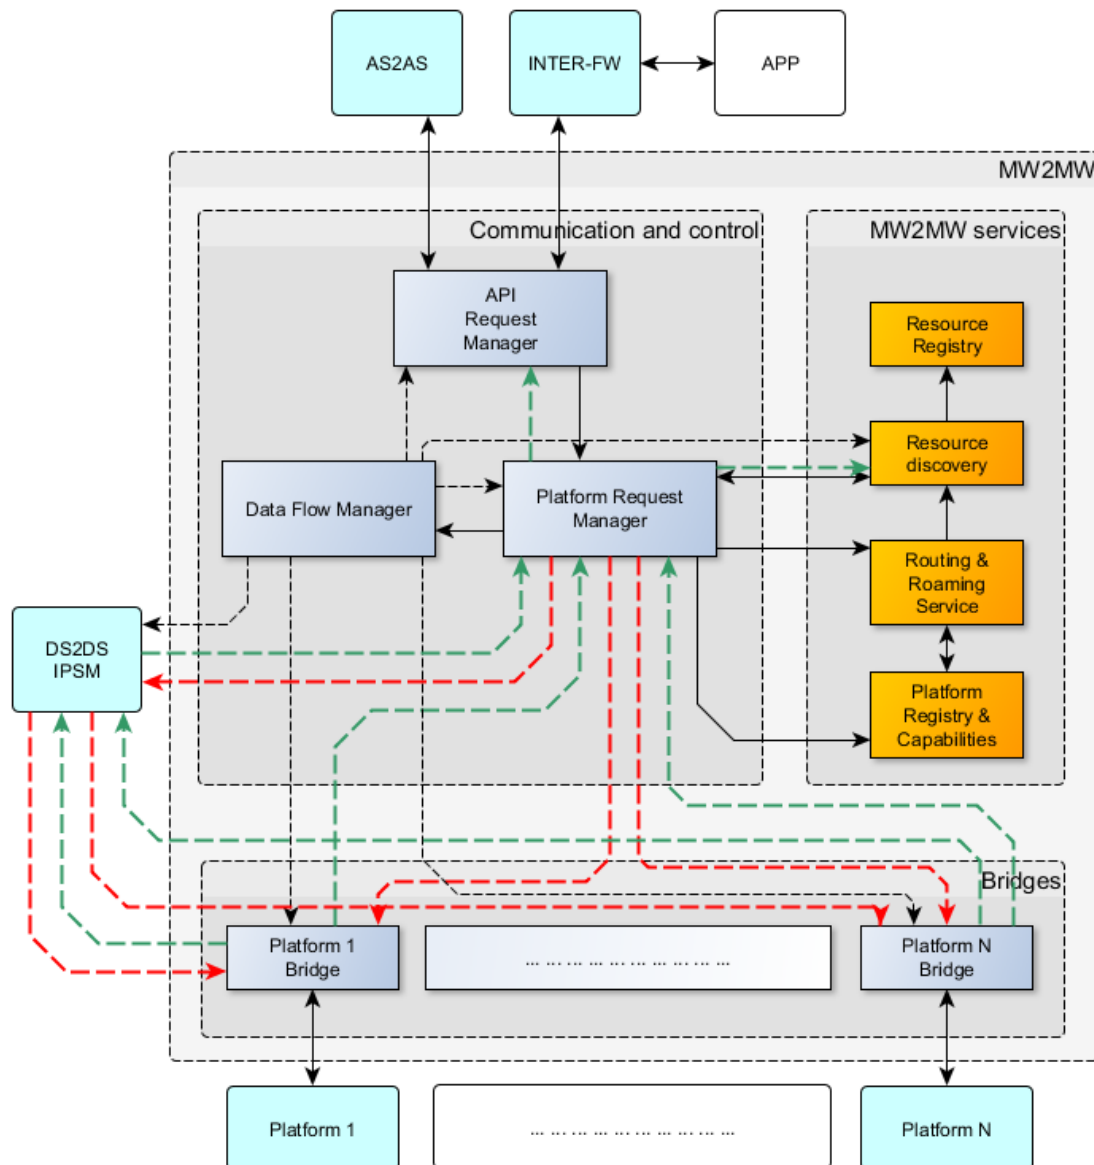 AS2AS
INTER-FW
APP
MW2MW
Communication and control
MW2MW services
API
Request
Manager
Resource
Registry
Resource
discovery
Data Flow Manager
Platform Request
Manager
Routing &
Roaming
Service
DS2DS
IPSM
Platform
Registry &
Capabilities
Bridges
Platform 1
Bridge
... ... ... ... ... ... ... ... ... ...
Platform N
Bridge
Platform 1
... ... ... ... ... ... ... ... ... ...
Platform N